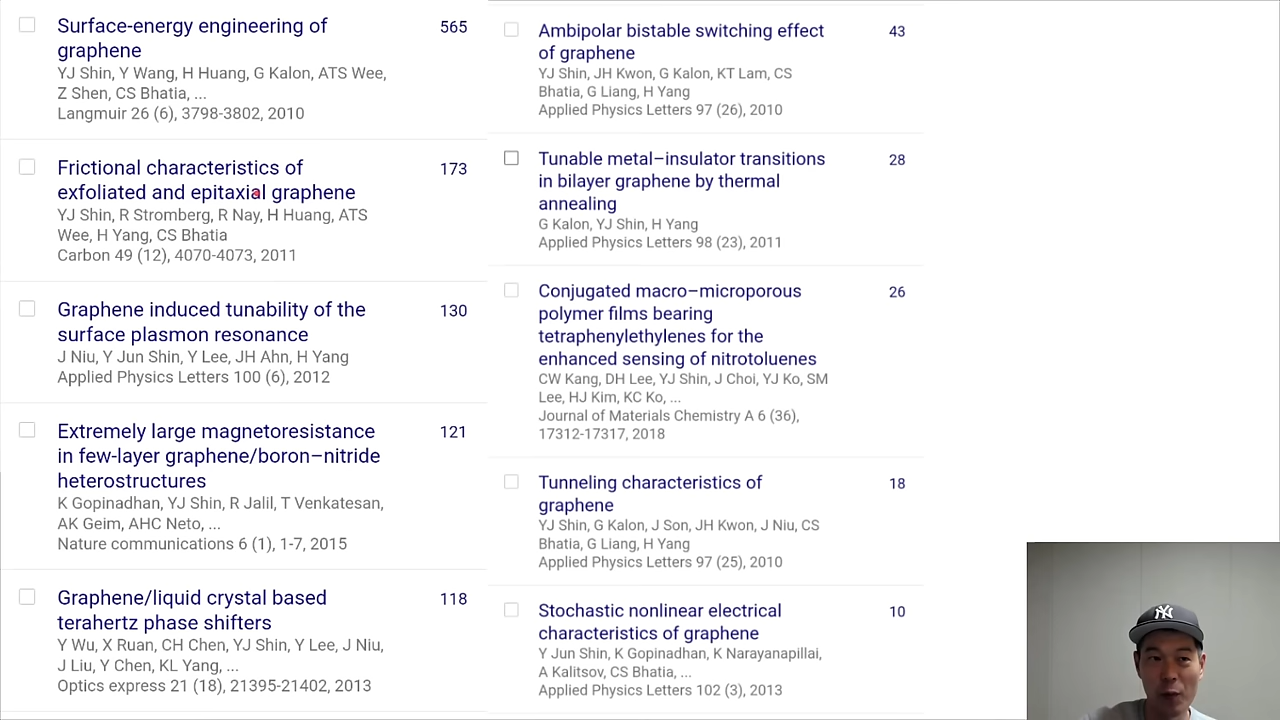 Surface-energy engineering of
graphene
565
YJ Shin, Y Wang, H Huang, G Kalon, ATS Wee,
Z Shen, CS Bhatia, ...
Langmuir 26 (6), 3798-3802, 2010
Frictional characteristics of
exfoliated and epitaxial graphene
173
YJ Shin, R Stromberg, R Nay, H Huang, ATS
Wee, H Yang, CS Bhatia
Carbon 49 (12), 4070-4073, 2011
Graphene induced tunability of the
surface plasmon resonance
130
J Niu, Y Jun Shin, Y Lee, JH Ahn, H Yang
Applied Physics Letters 100 (6), 2012
Extremely large magnetoresistance
in few-layer graphene/boron–nitride
heterostructures
121
K Gopinadhan, YJ Shin, R Jalil, T Venkatesan,
AK Geim, AHC Neto, ...
Nature communications 6 (1), 1-7, 2015
Graphene/liquid crystal based
terahertz phase shifters
118
Y Wu, X Ruan, CH Chen, YJ Shin, Y Lee, J Niu,
J Liu, Y Chen, KL Yang, ...
Optics express 21 (18), 21395-21402, 2013
Ambipolar bistable switching effect
of graphene
43
YJ Shin, JH Kwon, G Kalon, KT Lam, CS
Bhatia, G Liang, H Yang
Applied Physics Letters 97 (26), 2010
Tunable metal–insulator transitions
in bilayer graphene by thermal
annealing
28
G Kalon, YJ Shin, H Yang
Applied Physics Letters 98 (23), 2011
Conjugated macro–microporous
polymer films bearing
tetraphenylethylenes for the
enhanced sensing of nitrotoluenes
26
CW Kang, DH Lee, YJ Shin, J Choi, YJ Ko, SM
Lee, HJ Kim, KC Ko, ...
Journal of Materials Chemistry A 6 (36),
17312-17317, 2018
Tunneling characteristics of
graphene
18
YJ Shin, G Kalon, J Son, JH Kwon, J Niu, CS
Bhatia, G Liang, H Yang
Applied Physics Letters 97 (25), 2010
Stochastic nonlinear electrical
characteristics of graphene
10
Y Jun Shin, K Gopinadhan, K Narayanapillai,
A Kalitsov, CS Bhatia, ...
Applied Physics Letters 102 (3), 2013
NY